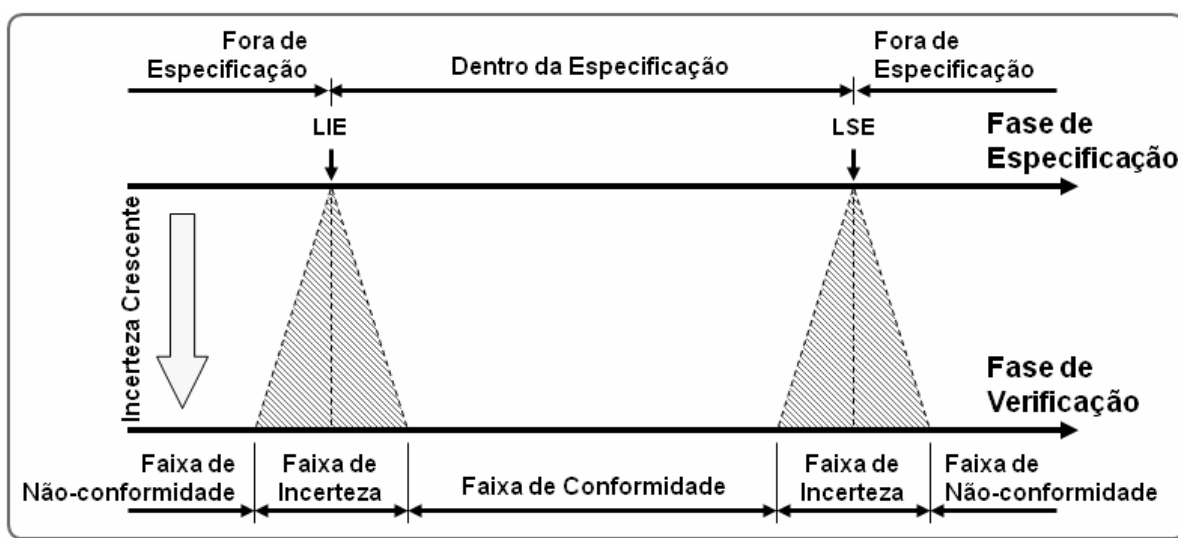 Fora de
Especificação
Dentro da Especificação
Fora de
Especificação
LIE
LSE
Fase de
Especificação
Incerteza Crescente
Fase de
Verificação
Faixa de
Não-conformidade
Faixa de
Incerteza
Faixa de Conformidade
Faixa de
Incerteza
Faixa de
Não-conformidade